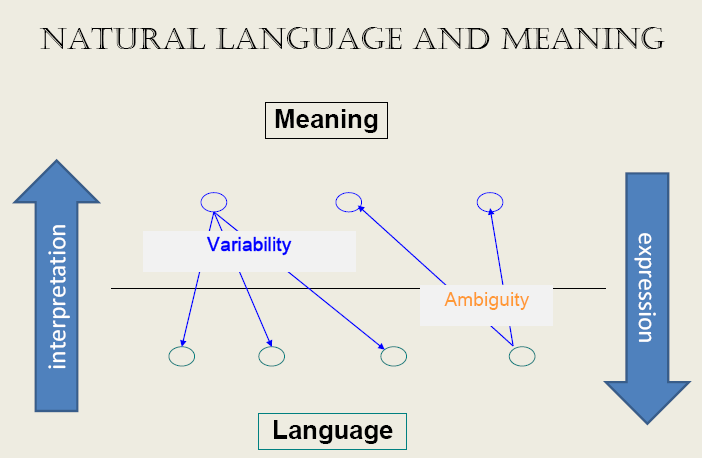 NATURAL LANGUAGE AND MEANING
Meaning
interpretation
Variability
expression
Ambiguity
Language